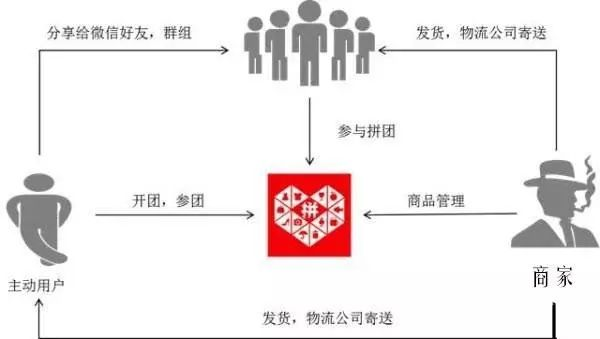 分享给微信好友，群组
发货，物流公司寄送
参与拼团
开团，参团
拼
商品管理
主动用户
商家
发货，物流公司寄送